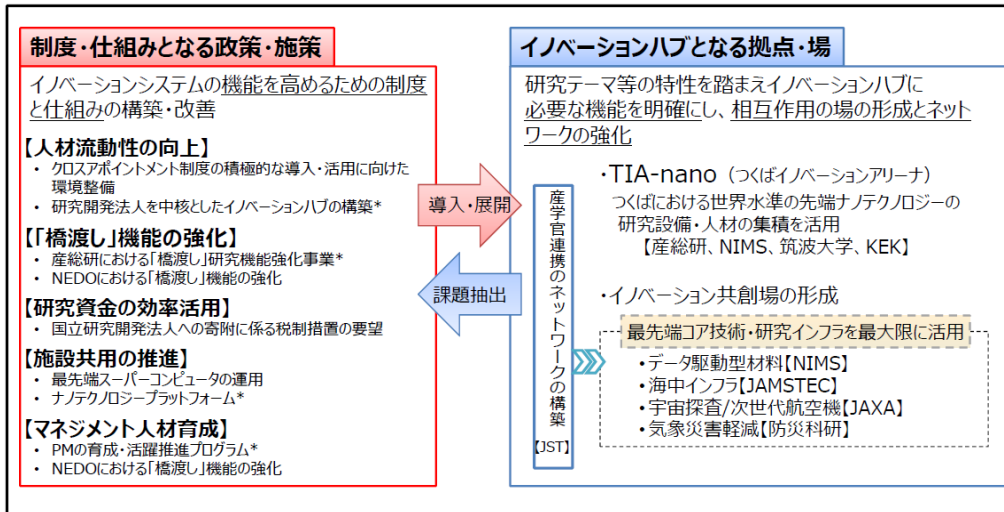 制度・仕組みとなる政策・施策
イノベーションシステムの機能を高めるための制度
と仕組みの構築・改善
【人材流動性の向上】
・ クロスアポイントメント制度の積極的な導入・活用に向けた
環境整備
・ 研究開発法人を中核としたイノベーションハブの構築*
【「橋渡し」機能の強化】
・ 産総研における「橋渡し」研究機能強化事業*
・ NEDOにおける「橋渡し」機能の強化
【研究資金の効率活用】
・ 国立研究開発法人への寄附に係る税制措置の要望
【施設共用の推進】
・ 最先端スーパーコンピュータの運用
・ ナノテクノロジープラットフォーム*
【マネジメント人材育成】
・ PMの育成・活躍推進プログラム*
・ NEDOにおける「橋渡し」機能の強化
導入・展開
課題抽出
イノベーションハブとなる拠点・場
研究テーマ等の特性を踏まえイノベーションハブに
必要な機能を明確にし、相互作用の場の形成とネット
ワークの強化
産学官連携のネットワークの構築
【JST】
・TIA-nano（つくばイノベーションアリーナ）
つくばにおける世界水準の先端ナノテクノロジーの
研究設備・人材の集積を活用
【産総研、NIMS、筑波大学、KEK】
・イノベーション共創場の形成
最先端コア技術・研究インフラを最大限に活用
・データ駆動型材料【NIMS】
・海中インフラ【JAMSTEC】
・宇宙探査/次世代航空機【JAXA】
・気象災害軽減【防災科研】